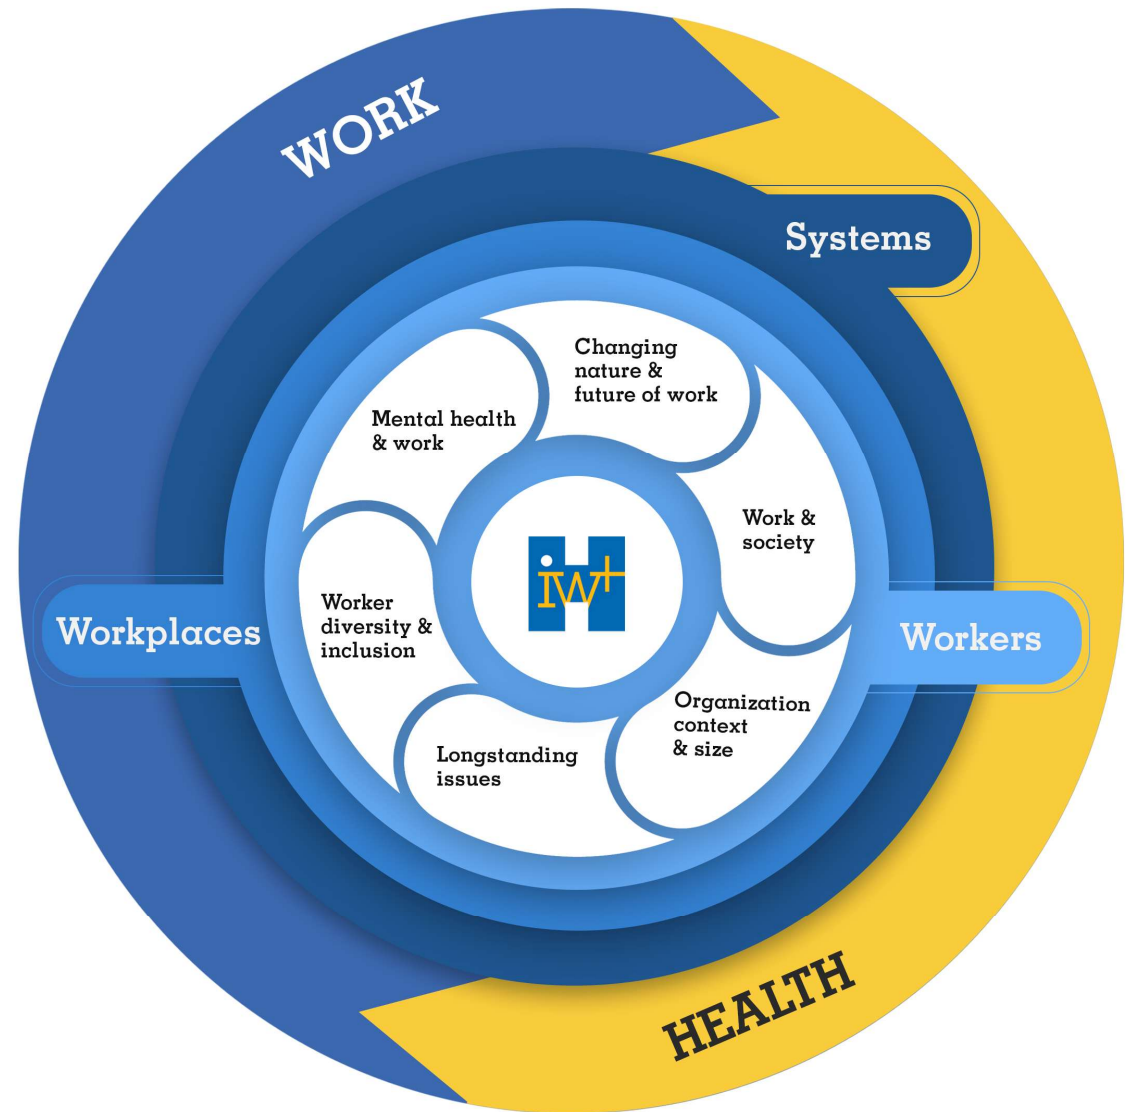 WORK
Systems
Changing
nature &
future of work
Mental health
& work
Work &
society
iw+
H
Worker
diversity &
inclusion
Workplaces
Workers
Organization
context
& size
Longstanding
issues
HEALTH